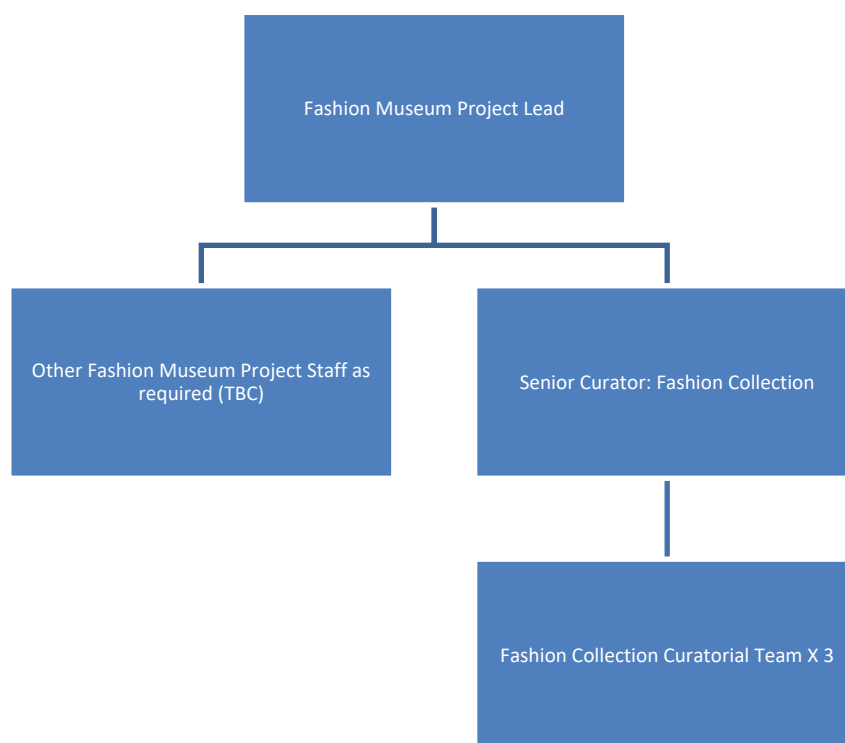 Fashion Museum Project Lead
Other Fashion Museum Project Staff as
required (TBC)
Senior Curator: Fashion Collection
Fashion Collection Curatorial Team X 3